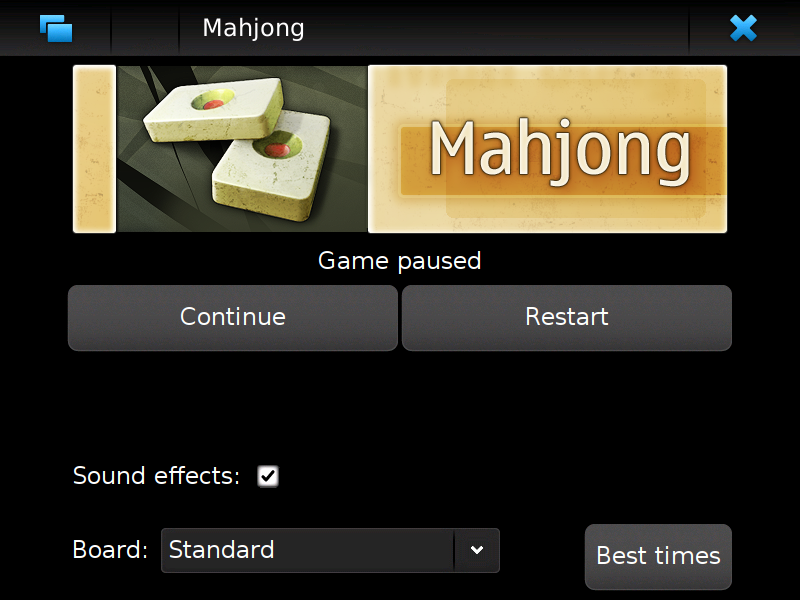 Mahjong
Mahjong
Game paused
Continue Restart
Sound effects:
Board: Standard
Best times